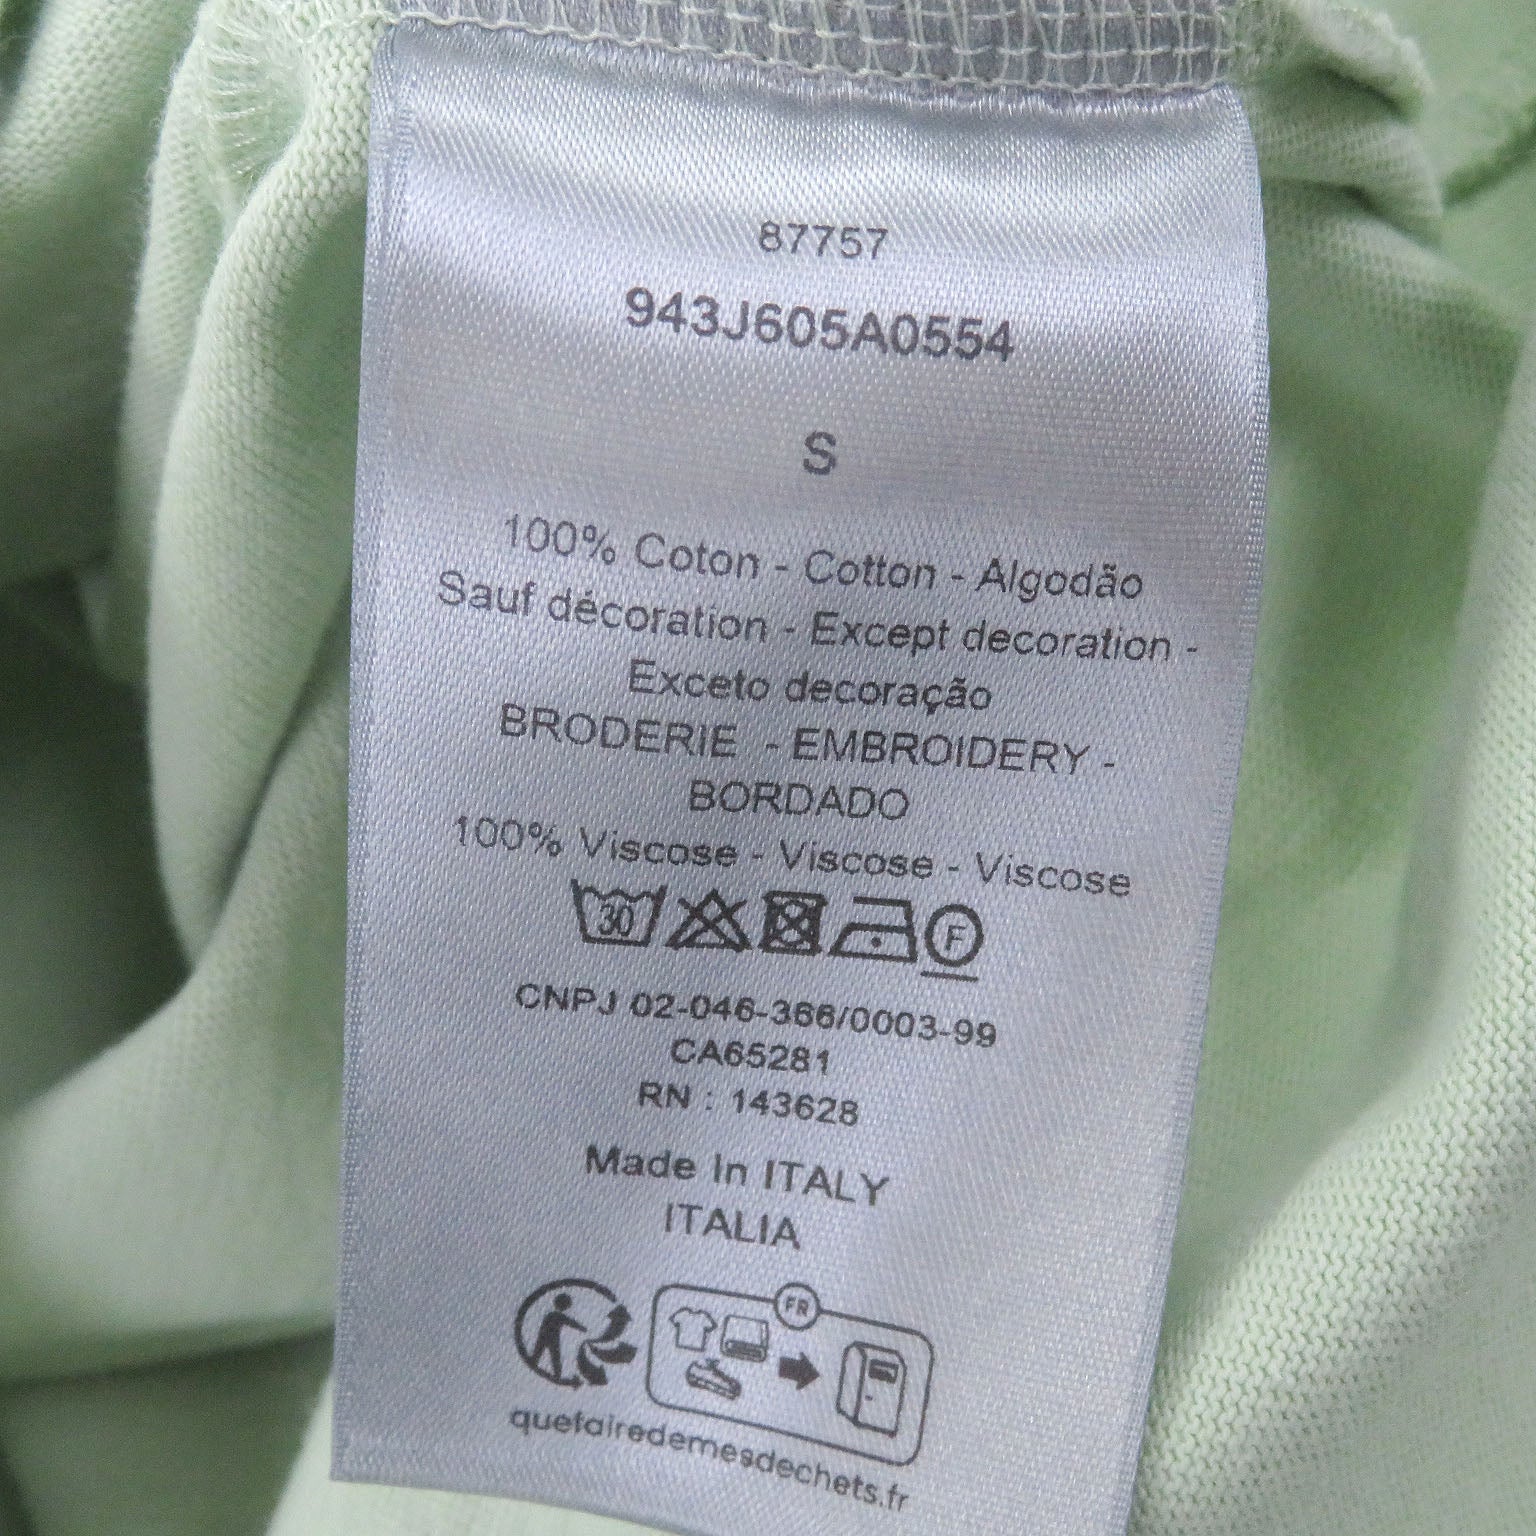 87757
943J605A0554
S
100% Coton - Cotton - Algodão
Sauf décoration - Except decoration -
Exceto decoração
BRODERIE - EMBROIDERY -
BORDADO
100% Viscose - Viscose - Viscose
30 F
CNPJ 02-046-366/0003-99
CA65281
RN : 143628
Made In ITALY
ITALIA
FR
quefairedemesdechets.fr